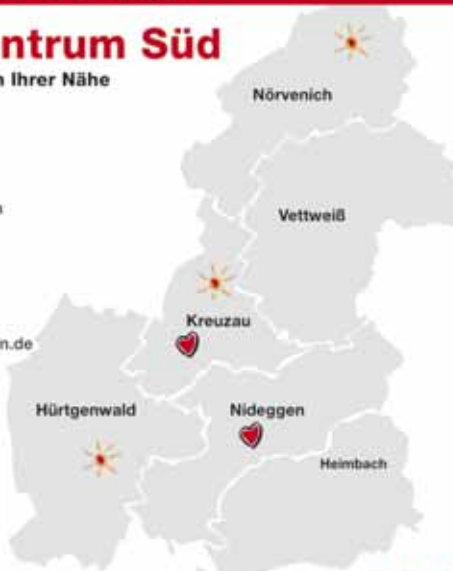 ntrum Süd
n Ihrer Nähe
Nörvenich
n
Vettweiß
Kreuzau
n.de
Hürtgenwald
Nideggen
Heimbach